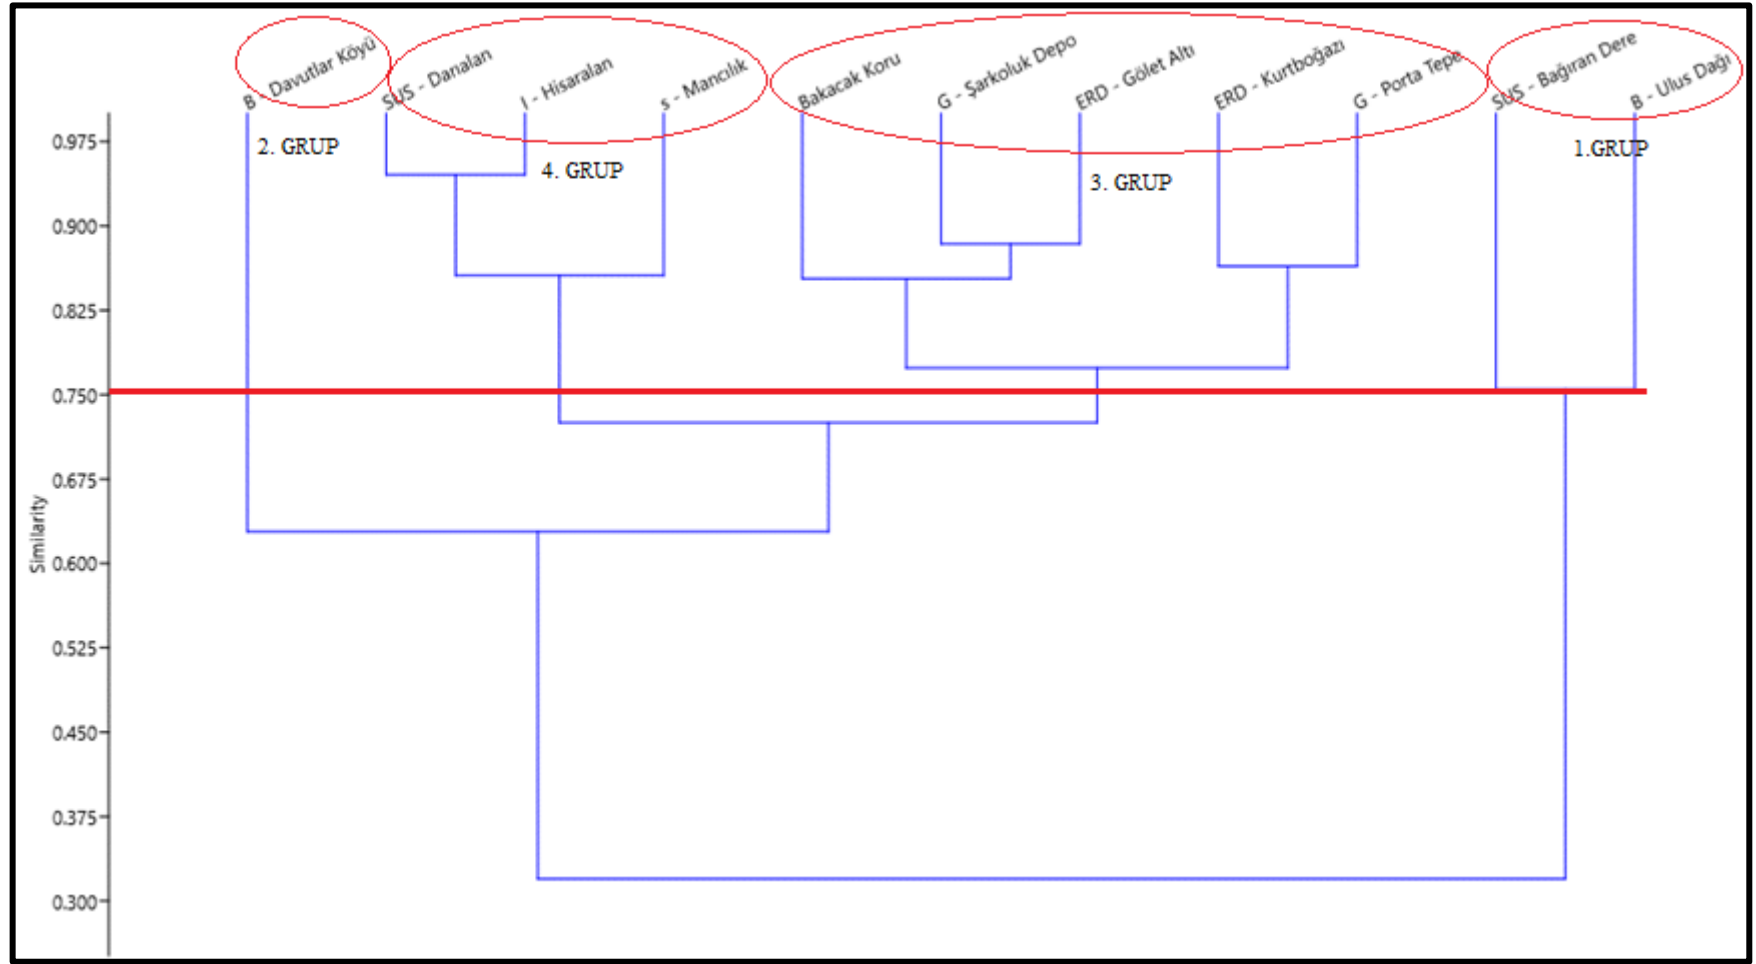 B - Davutlar Köyü
SUS - Danalan
I - Hisaralan
s - Mancılık
Bakacak Koru
G - Şarkoluk Depo
ERD - Gölet Altı
ERD - Kurtboğazı
G - Porta Tepe
SUS - Bağıran Dere
B - Ulus Dağı
2. GRUP
4. GRUP
3. GRUP
1.GRUP
0.975
0.900
0.825
0.750
0.675
0.600
0.525
0.450
0.375
0.300
Similarity